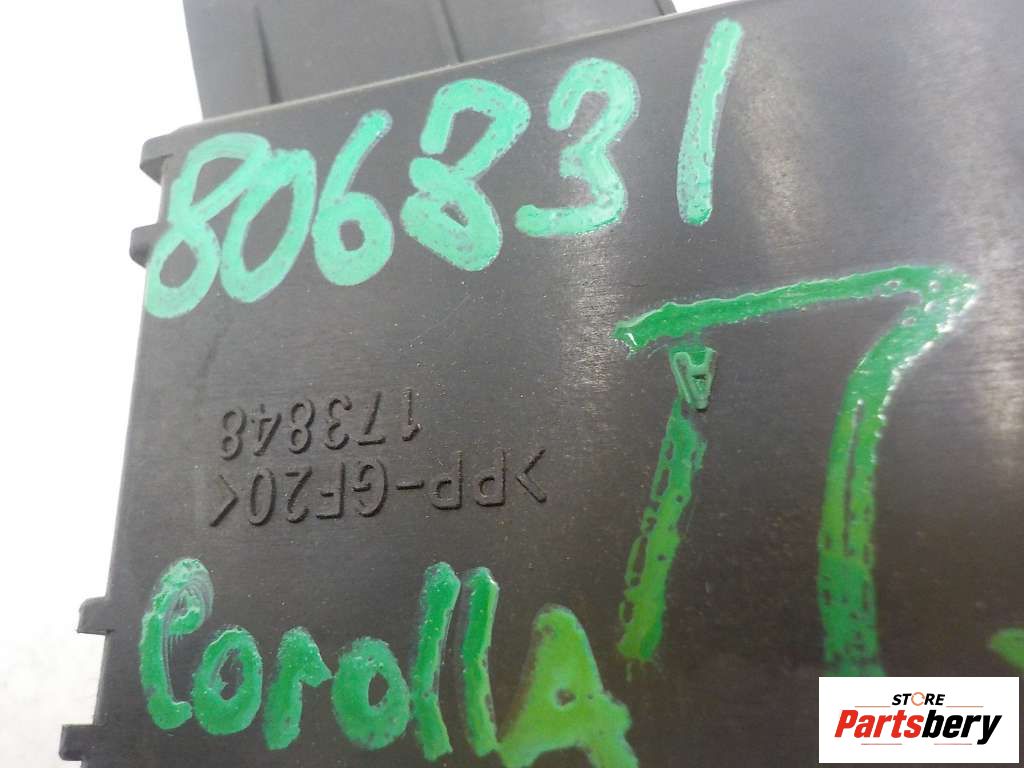 806831
П
A
>PP-GF20<
173848
Corolla
STORE
Partsbery